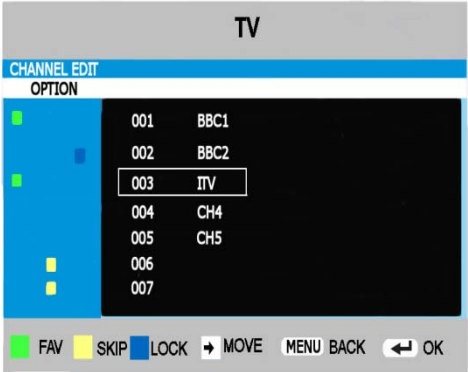 TV
CHANNEL EDIT
OPTION
001 BBC1
002 BBC2
003 ITV
004 CH4
005 CH5
006
007
FAV SKIP LOCK MOVE MENU BACK OK